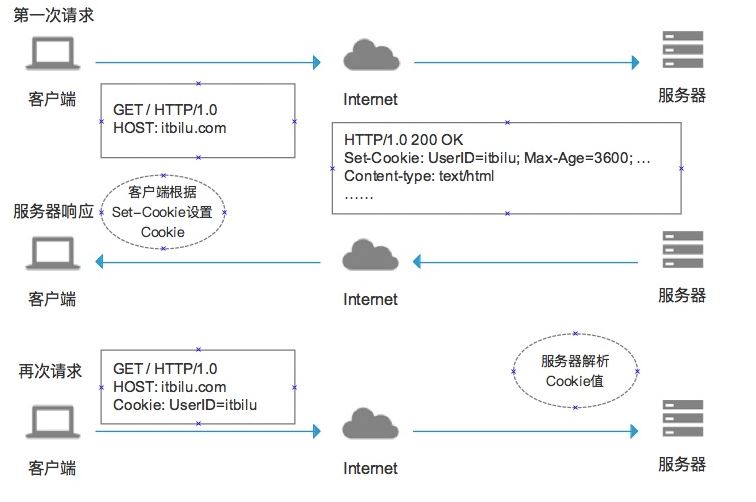 第一次请求
客户端
Internet
服务器
GET / HTTP/1.0
HOST: itbilu.com
HTTP/1.0 200 OK
Set-Cookie: UserID=itbilu; Max-Age=3600; ...
Content-type: text/html
......
服务器响应
客户端根据
Set-Cookie设置
Cookie
客户端
Internet
服务器
再次请求
GET / HTTP/1.0
HOST: itbilu.com
Cookie: UserID=itbilu
服务器解析
Cookie值
客户端
Internet
服务器